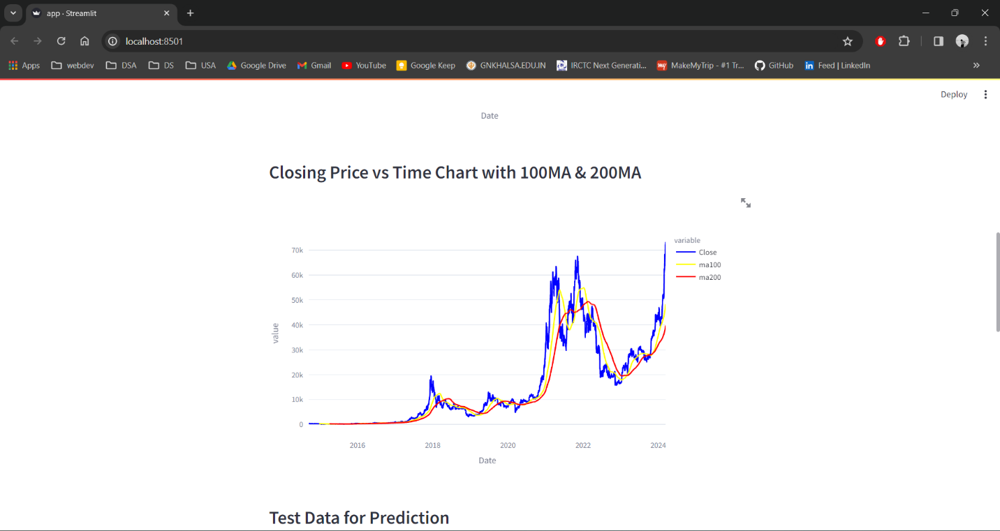 app · Streamlit
localhost:8501
Apps webdev DSA DS USA Google Drive Gmail YouTube Google Keep GNKHALSA.EDU.IN IRCTC Next Generati... MakeMyTrip - #1 Tr... GitHub Feed | LinkedIn
Deploy
Date
Closing Price vs Time Chart with 100MA & 200MA
variable
Close
ma100
ma200
70k
60k
50k
40k
30k
20k
10k
0
value
2016 2018 2020 2022 2024
Date
Test Data for Prediction